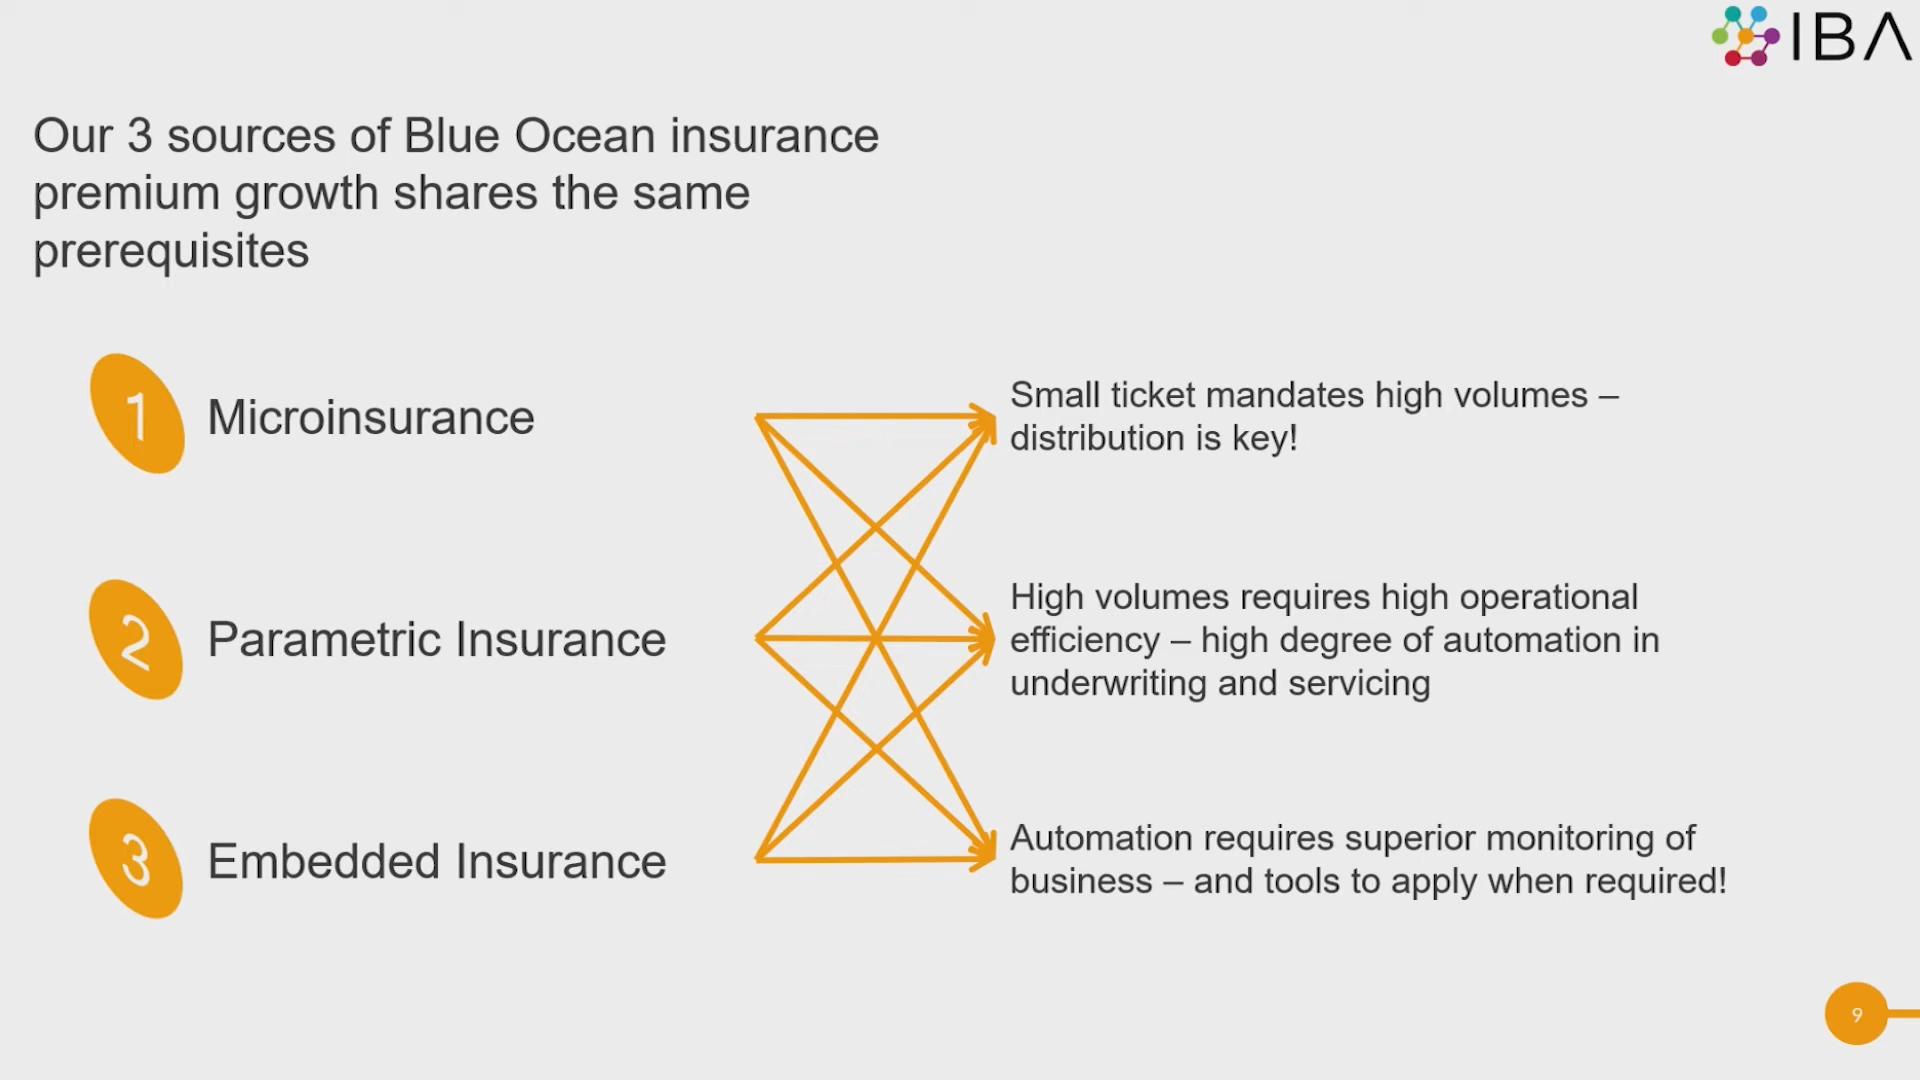 IBA
Our 3 sources of Blue Ocean insurance
premium growth shares the same
prerequisites
1
Microinsurance
Small ticket mandates high volumes –
distribution is key!
2
Parametric Insurance
High volumes requires high operational
efficiency – high degree of automation in
underwriting and servicing
3
Embedded Insurance
Automation requires superior monitoring of
business – and tools to apply when required!
9